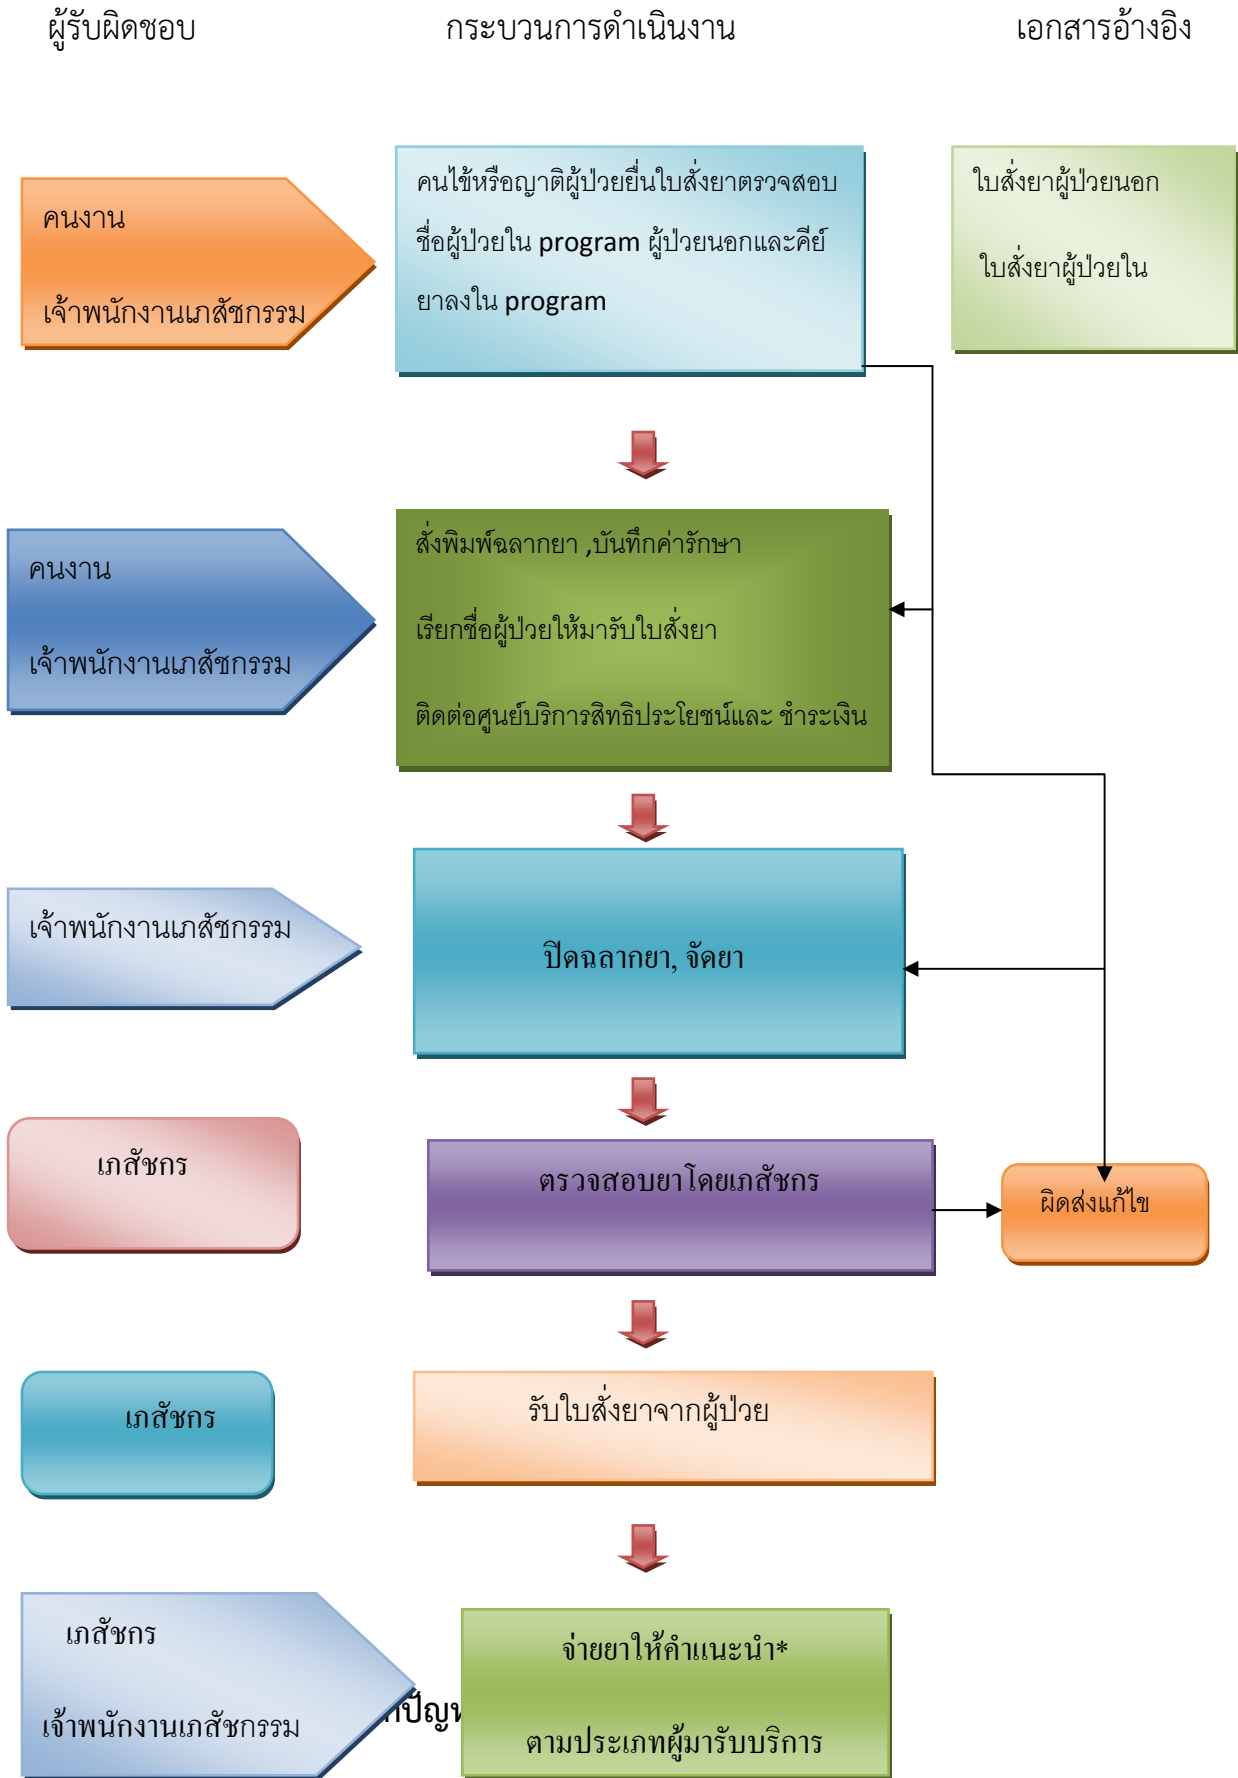 ผู้รับผิดชอบ กระบวนการดำเนินงาน เอกสารอ้างอิง
คนงาน
เจ้าพนักงานเภสัชกรรม
คนไข้หรือญาติผู้ป่วยยื่นใบสั่งยาตรวจสอบ
ชื่อผู้ป่วยใน program ผู้ป่วยนอกและคีย์
ยาลงใน program
ใบสั่งยาผู้ป่วยนอก
ใบสั่งยาผู้ป่วยใน
คนงาน
เจ้าพนักงานเภสัชกรรม
สั่งพิมพ์ฉลากยา ,บันทึกค่ารักษา
เรียกชื่อผู้ป่วยให้มารับใบสั่งยา
ติดต่อศูนย์บริการสิทธิประโยชน์และ ชำระเงิน
เจ้าพนักงานเภสัชกรรม
ปิดฉลากยา, จัดยา
เภสัชกร
ตรวจสอบยาโดยเภสัชกร
ผิดส่งแก้ไข
เภสัชกร
รับใบสั่งยาจากผู้ป่วย
เภสัชกร
เจ้าพนักงานเภสัชกรรม
จ่ายยาให้คำแนะนำ*
ตามประเภทผู้มารับบริการ